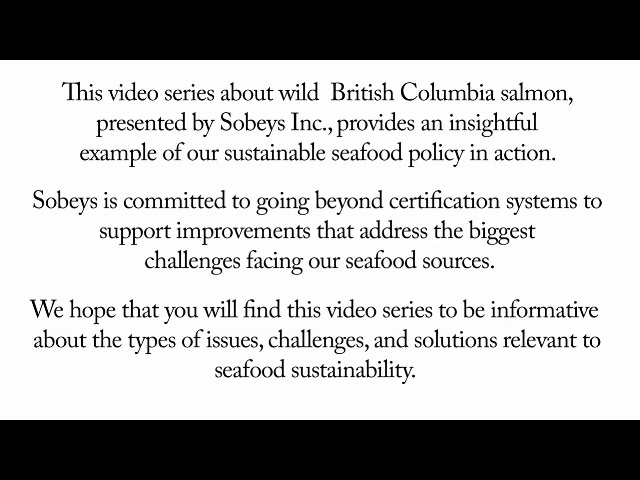 This video series about wild  British Columbia salmon,
presented by Sobeys Inc., provides an insightful
example of our sustainable seafood policy in action.
Sobeys is committed to going beyond certification systems to
support improvements that address the biggest
challenges facing our seafood sources.
We hope that you will find this video series to be informative
about the types of issues, challenges, and solutions relevant to
seafood sustainability.